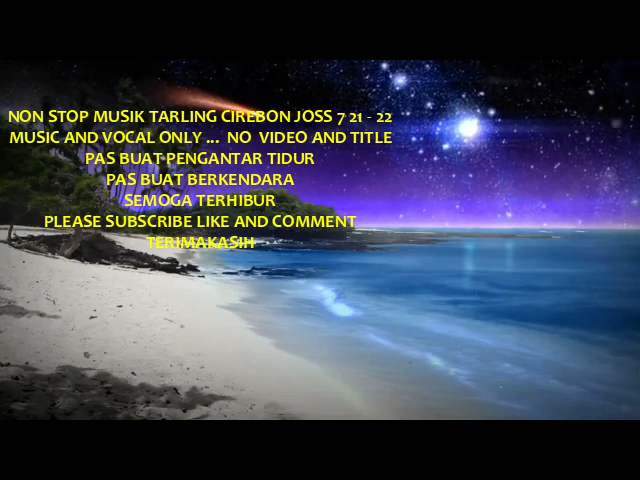 NON STOP MUSIK TARLING CIREBON JOSS 7 21 - 22
MUSIC AND VOCAL ONLY ... NO VIDEO AND TITLE
PAS BUAT PENGANTAR TIDUR
PAS BUAT BERKENDARA
SEMOGA TERHIBUR
PLEASE SUBSCRIBE LIKE AND COMMENT
TERIMAKASIH